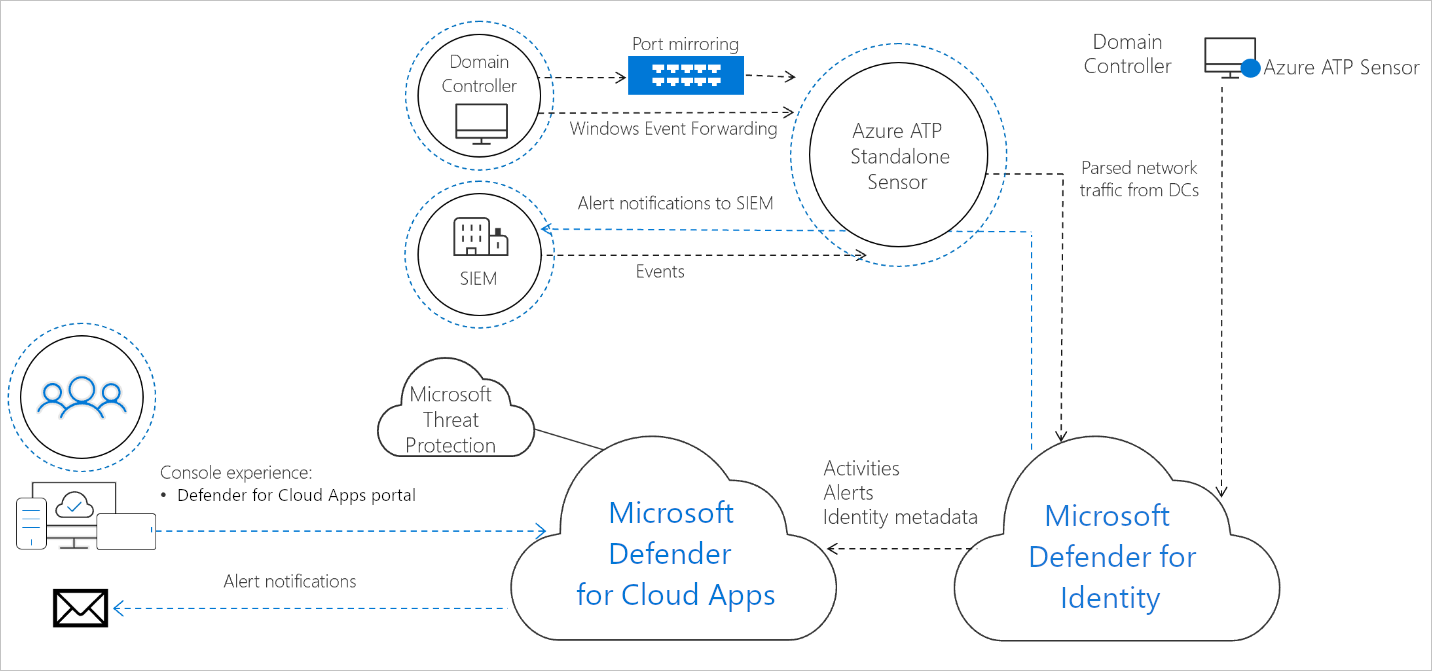 Port mirroring
Domain
Controller
Windows Event Forwarding
Azure ATP
Standalone
Sensor
Domain
Controller
Azure ATP Sensor
Parsed network
traffic from DCs
Alert notifications to SIEM
SIEM
Events
Microsoft
Threat
Protection
Console experience:
• Defender for Cloud Apps portal
Alert notifications
Microsoft
Defender
for Cloud Apps
Activities
Alerts
Identity metadata
Microsoft
Defender for
Identity